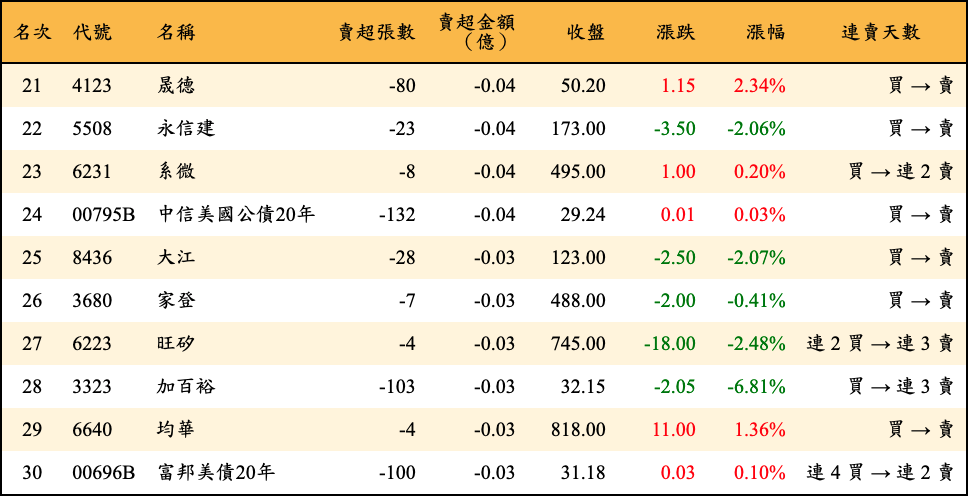 名次 代號 名稱 賣超張數 賣超金額(億) 收盤 漲跌 漲幅 連賣天數
21 4123 晟德 -80 -0.04 50.20 1.15 2.34% 買 → 賣
22 5508 永信建 -23 -0.04 173.00 -3.50 -2.06% 買 → 賣
23 6231 系微 -8 -0.04 495.00 1.00 0.20% 買 → 連 2 賣
24 00795B 中信美國公債20年 -132 -0.04 29.24 0.01 0.03% 買 → 賣
25 8436 大江 -28 -0.03 123.00 -2.50 -2.07% 買 → 賣
26 3680 家登 -7 -0.03 488.00 -2.00 -0.41% 買 → 賣
27 6223 旺矽 -4 -0.03 745.00 -18.00 -2.48% 連 2 買 → 連 3 賣
28 3323 加百裕 -103 -0.03 32.15 -2.05 -6.81% 買 → 連 3 賣
29 6640 均華 -4 -0.03 818.00 11.00 1.36% 買 → 賣
30 00696B 富邦美債20年 -100 -0.03 31.18 0.03 0.10% 連 4 買 → 連 2 賣